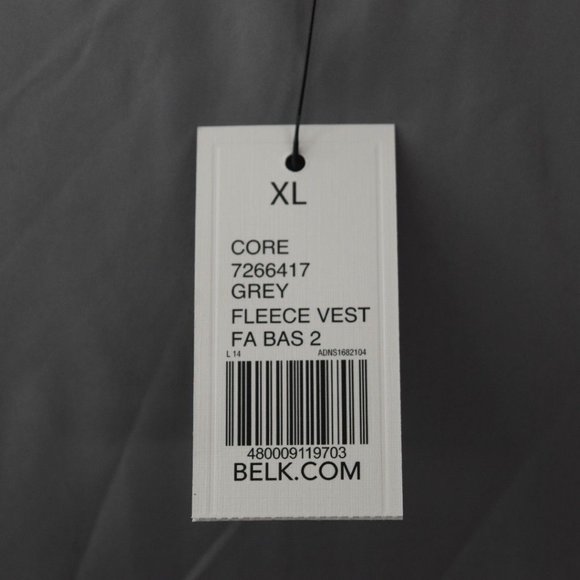 XL
CORE
7266417
GREY
FLEECE VEST
FA BAS 2
L 14 ADNS1682104
480009119703
BELK.COM